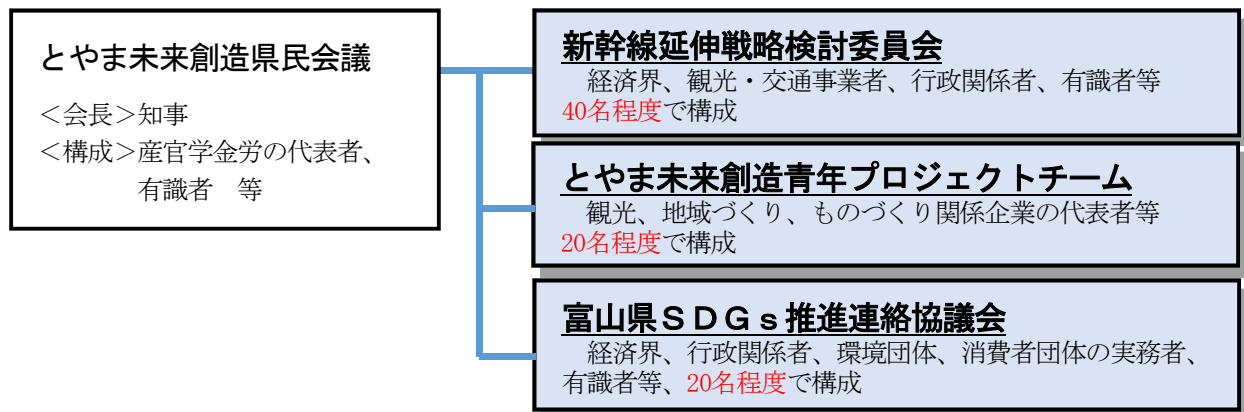 とやま未来創造県民会議
＜会長＞知事
＜構成＞産官学金労の代表者、
有識者　等
新幹線延伸戦略検討委員会
経済界、観光・交通事業者、行政関係者、有識者等
40名程度で構成
とやま未来創造青年プロジェクトチーム
観光、地域づくり、ものづくり関係企業の代表者等
20名程度で構成
富山県ＳＤＧｓ推進連絡協議会
経済界、行政関係者、環境団体、消費者団体の実務者、
有識者等、20名程度で構成